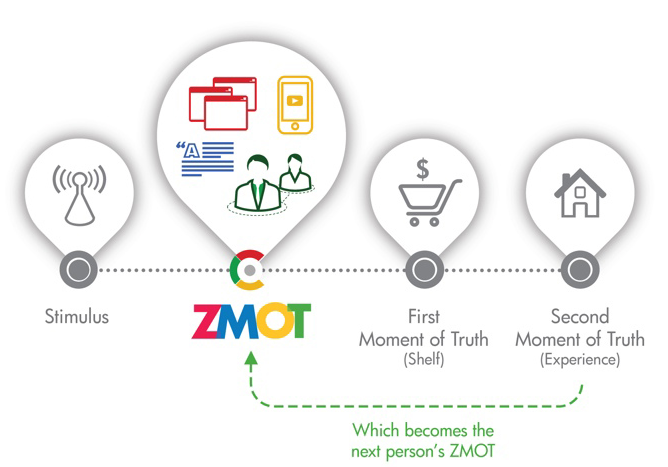 "A
$
Stimulus
ZMOT
First
Moment of Truth
(Shelf)
Second
Moment of Truth
(Experience)
Which becomes the
next person's ZMOT